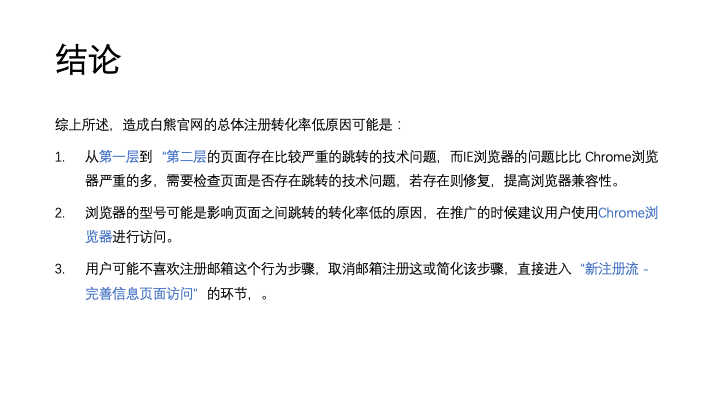 结论
综上所述，造成白熊官网的总体注册转化率低原因可能是：
1. 从第一层到 “第二层的页面存在比较严重的跳转的技术问题，而IE浏览器的问题比比 Chrome浏览
器严重的多，需要检查页面是否存在跳转的技术问题，若存在则修复，提高浏览器兼容性。
2. 浏览器的型号可能是影响页面之间跳转的转化率低的原因，在推广的时候建议用户使用Chrome浏
览器进行访问。
3. 用户可能不喜欢注册邮箱这个行为步骤，取消邮箱注册这或简化该步骤，直接进入 “新注册流 -
完善信息页面访问” 的环节，。